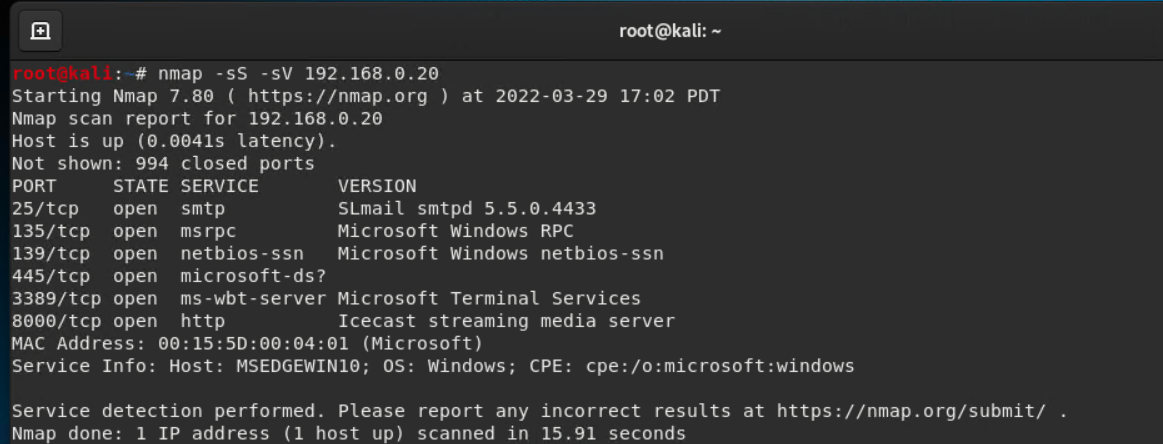 root@kali: ~
root@kali:~# nmap -sS -sV 192.168.0.20
Starting Nmap 7.80 ( https://nmap.org ) at 2022-03-29 17:02 PDT
Nmap scan report for 192.168.0.20
Host is up (0.0041s latency).
Not shown: 994 closed ports
PORT     STATE SERVICE       VERSION
25/tcp   open  smtp          SLmail smtpd 5.5.0.4433
135/tcp  open  msrpc         Microsoft Windows RPC
139/tcp  open  netbios-ssn   Microsoft Windows netbios-ssn
445/tcp  open  microsoft-ds?
3389/tcp open  ms-wbt-server Microsoft Terminal Services
8000/tcp open  http          Icecast streaming media server
MAC Address: 00:15:5D:00:04:01 (Microsoft)
Service Info: Host: MSEDGEWIN10; OS: Windows; CPE: cpe:/o:microsoft:windows
Service detection performed. Please report any incorrect results at https://nmap.org/submit/ .
Nmap done: 1 IP address (1 host up) scanned in 15.91 seconds